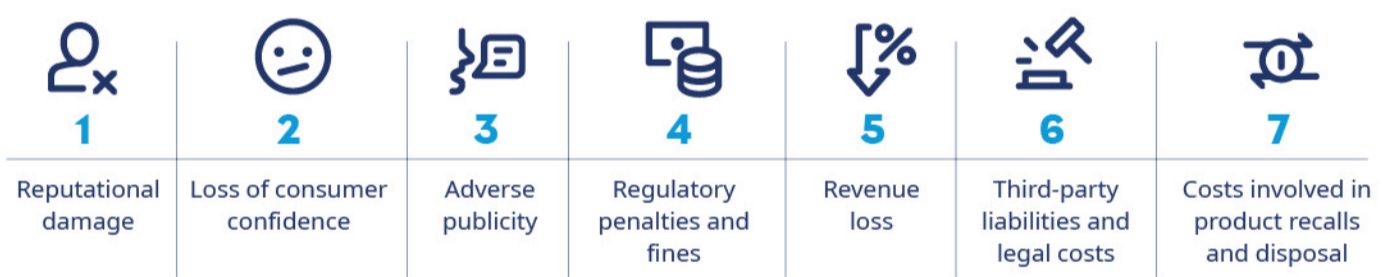 1
Reputational
damage
2
Loss of consumer
confidence
3
Adverse
publicity
4
Regulatory
penalties and
fines
5
Revenue
loss
6
Third-party
liabilities and
legal costs
7
Costs involved in
product recalls
and disposal